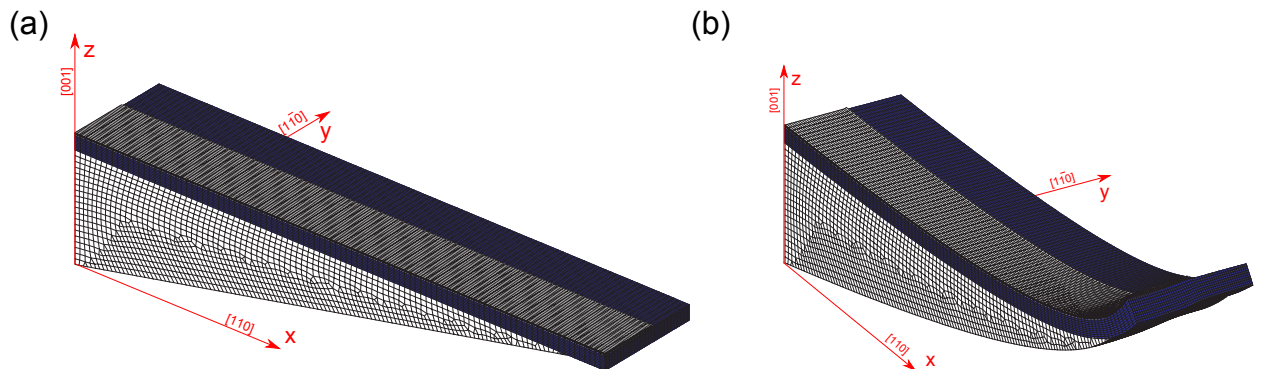 (a)
z
[001]
[11̅0]
y
[110]
x
(b)
z
[001]
[11̅0]
y
[110]
x